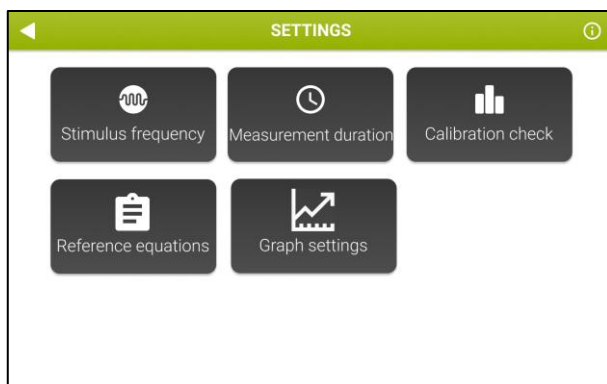 SETTINGS
Stimulus frequency
Measurement duration
Calibration check
Reference equations
Graph settings